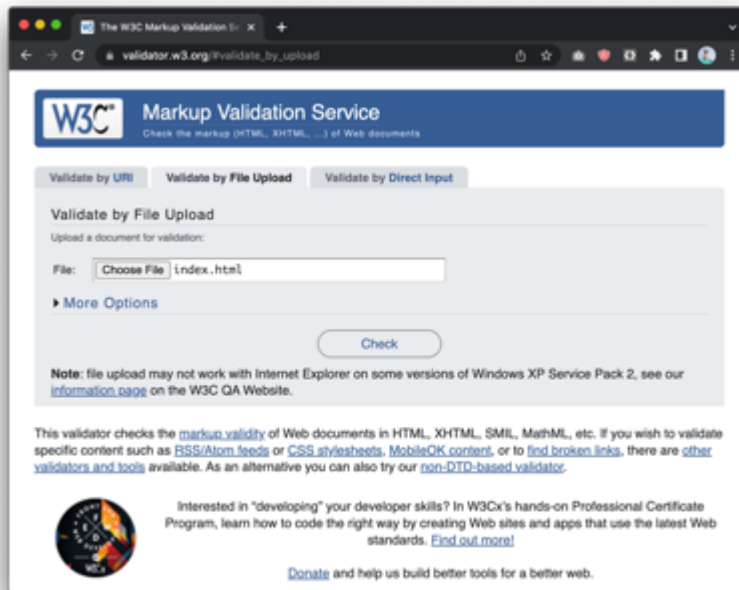 The W3C Markup Validation Se
validator.w3.org/#validate_by_upload
W3C®
Markup Validation Service
Check the markup (HTML, XHTML, ...) of Web documents
Validate by URI
Validate by File Upload
Validate by Direct Input
Validate by File Upload
Upload a document for validation:
File: Choose File index.html
More Options
Check
Note: file upload may not work with Internet Explorer on some versions of Windows XP Service Pack 2, see our
information page on the W3C QA Website.
This validator checks the markup validity of Web documents in HTML, XHTML, SMIL, MathML, etc. If you wish to validate
specific content such as RSS/Atom feeds or CSS stylesheets, MobileOK content, or to find broken links, there are other
validators and tools available. As an alternative you can also try our non-DTD-based validator.
Interested in "developing" your developer skills? In W3Cx's hands-on Professional Certificate
Program, learn how to code the right way by creating Web sites and apps that use the latest Web
standards. Find out more!
Donate and help us build better tools for a better web.